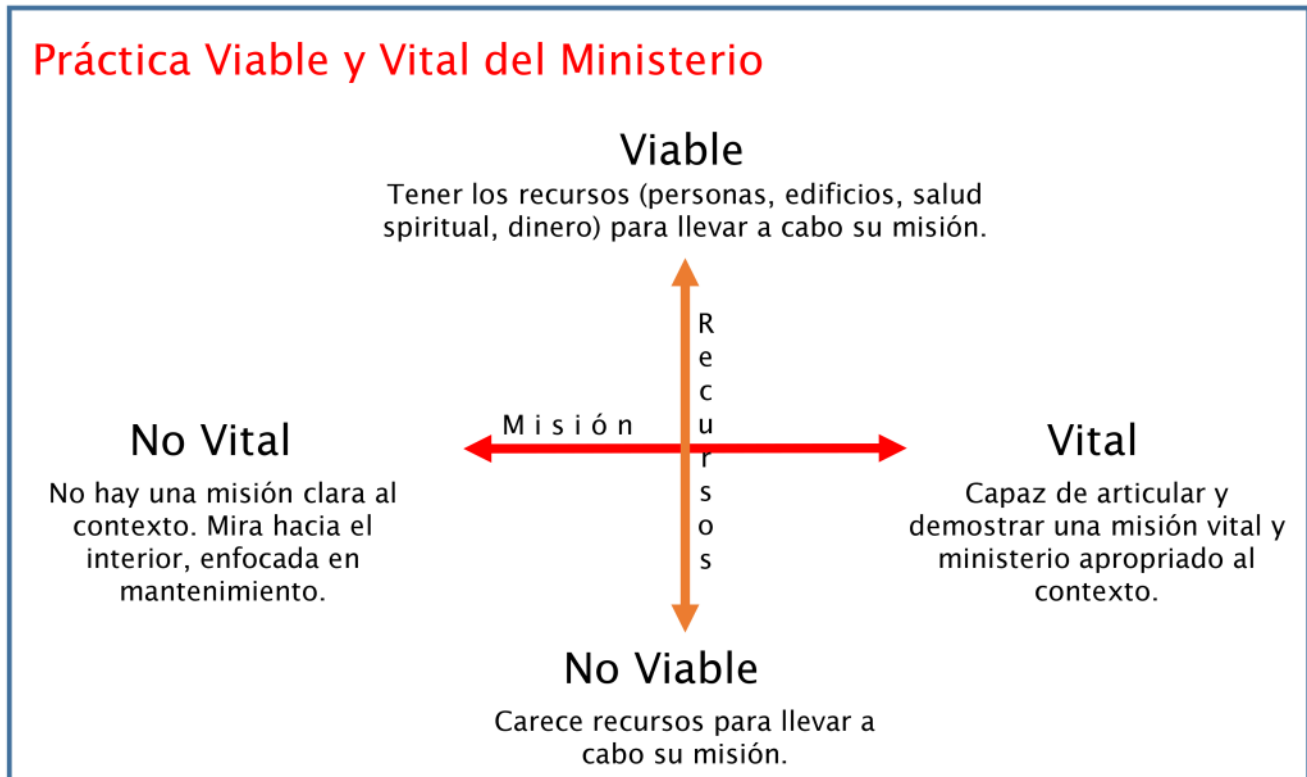 Práctica Viable y Vital del Ministerio
Viable
Tener los recursos (personas, edificios, salud
spiritual, dinero) para llevar a cabo su misión.
Recursos
Misión
No Vital
No hay una misión clara al
contexto. Mira hacia el
interior, enfocada en
mantenimiento.
Vital
Capaz de articular y
demostrar una misión vital y
ministerio apropiado al
contexto.
No Viable
Carece recursos para llevar a
cabo su misión.